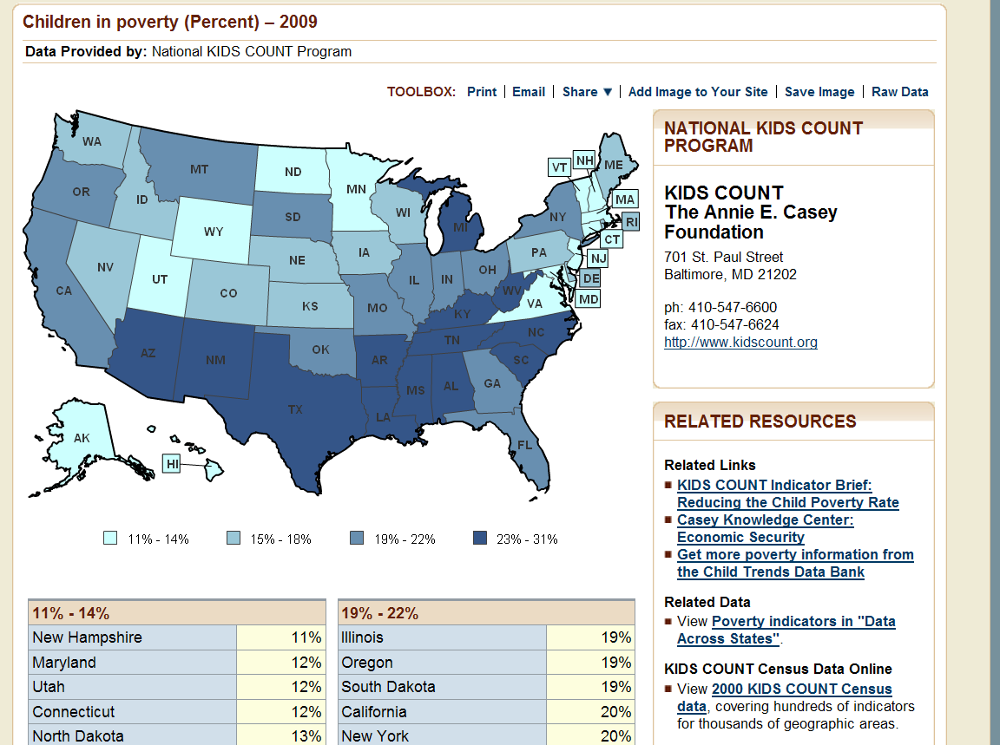 Children in poverty (Percent) – 2009
Data Provided by: National KIDS COUNT Program
TOOLBOX: Print | Email | Share ▼ | Add Image to Your Site | Save Image | Raw Data
WA
MT
ND
MN
OR
ID
SD
WI
WY
MI
NY
VT
NH
ME
MA
RI
CT
NJ
DE
MD
NV
UT
NE
IA
PA
CA
CO
KS
MO
IL
IN
OH
WV
VA
KY
AZ
NM
OK
AR
TN
NC
SC
TX
LA
MS
AL
GA
FL
AK
HI
11% - 14%
15% - 18%
19% - 22%
23% - 31%
11% - 14%
New Hampshire 11%
Maryland 12%
Utah 12%
Connecticut 12%
North Dakota 13%
19% - 22%
Illinois 19%
Oregon 19%
South Dakota 19%
California 20%
New York 20%
NATIONAL KIDS COUNT
PROGRAM
KIDS COUNT
The Annie E. Casey
Foundation
701 St. Paul Street
Baltimore, MD 21202
ph: 410-547-6600
fax: 410-547-6624
http://www.kidscount.org
RELATED RESOURCES
Related Links
KIDS COUNT Indicator Brief:
Reducing the Child Poverty Rate
Casey Knowledge Center:
Economic Security
Get more poverty information from
the Child Trends Data Bank
Related Data
View Poverty indicators in "Data
Across States".
KIDS COUNT Census Data Online
View 2000 KIDS COUNT Census
data, covering hundreds of indicators
for thousands of geographic areas.